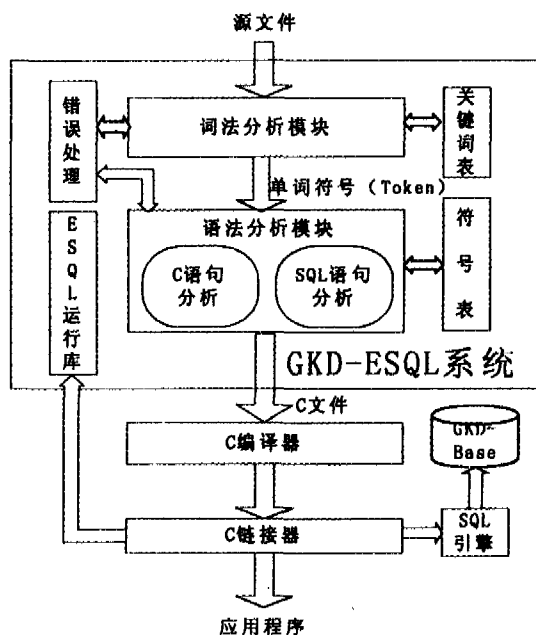 源文件
错误处理
词法分析模块
关键词表
单词符号（Token）
ESQL运行库
语法分析模块
C语句
分析
SQL语句
分析
符号表
GKD-ESQL系统
C文件
C编译器
GKD-
Base
C链接器
SQL
引擎
应用程序